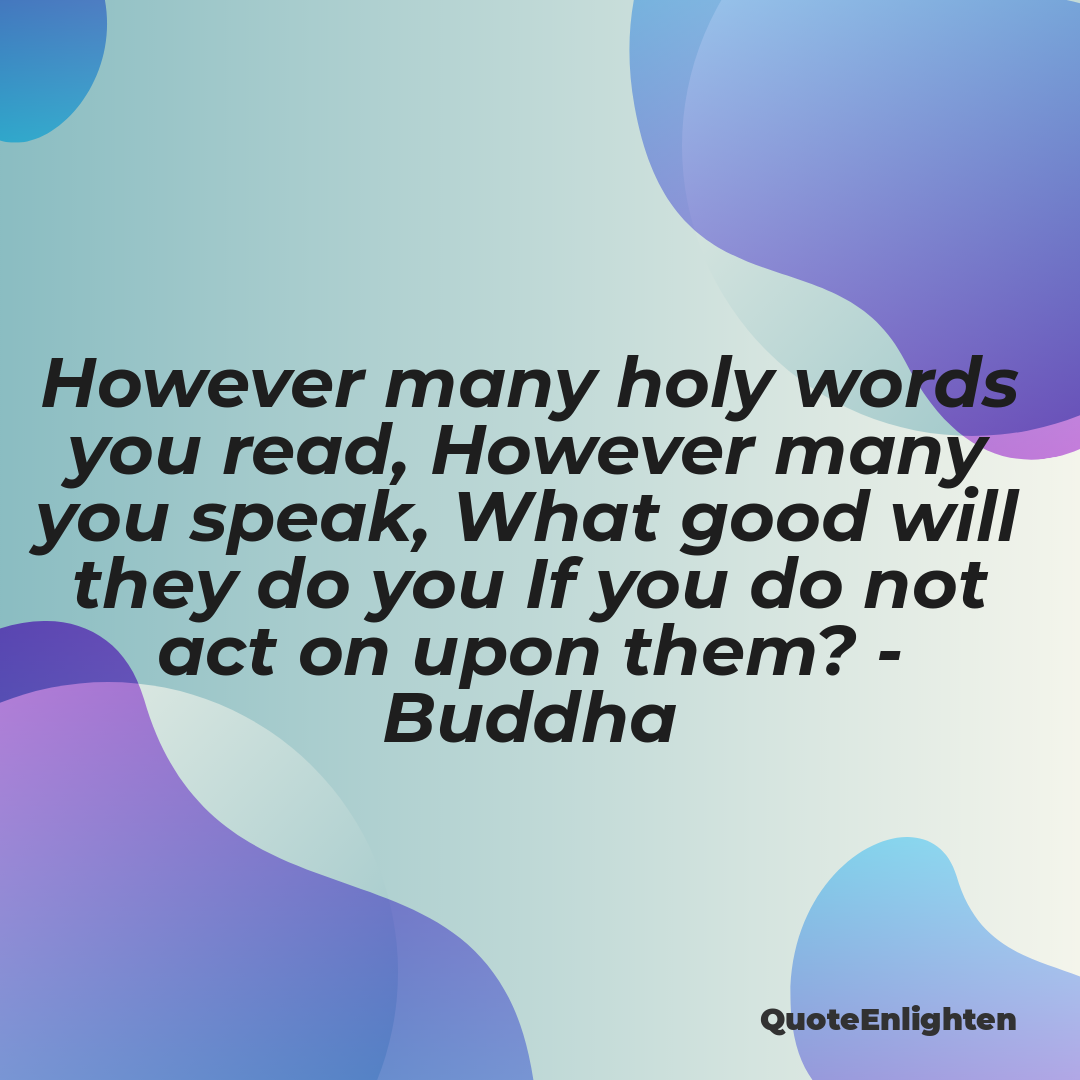 However many holy words
you read, However many
you speak, What good will
they do you If you do not
act on upon them? -
Buddha
QuoteEnlighten